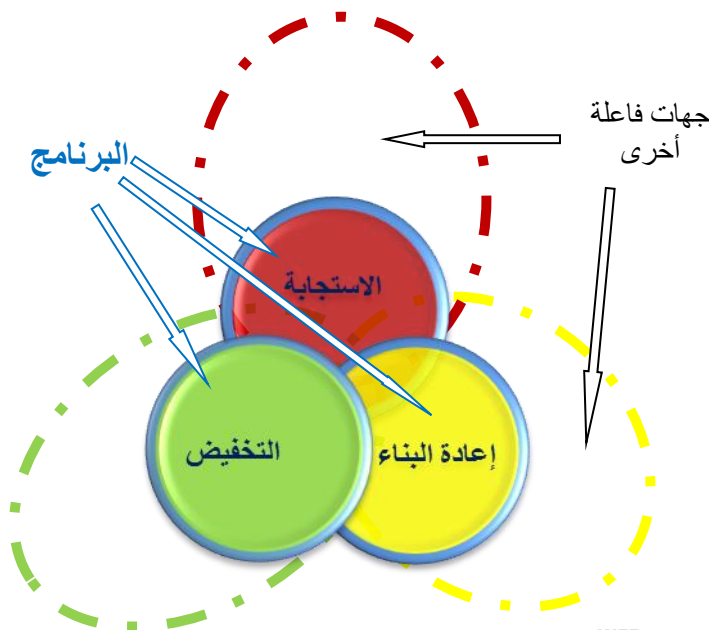 جهات فاعلة
أخرى
البرنامج
الاستجابة
إعادة البناء
التخفيض